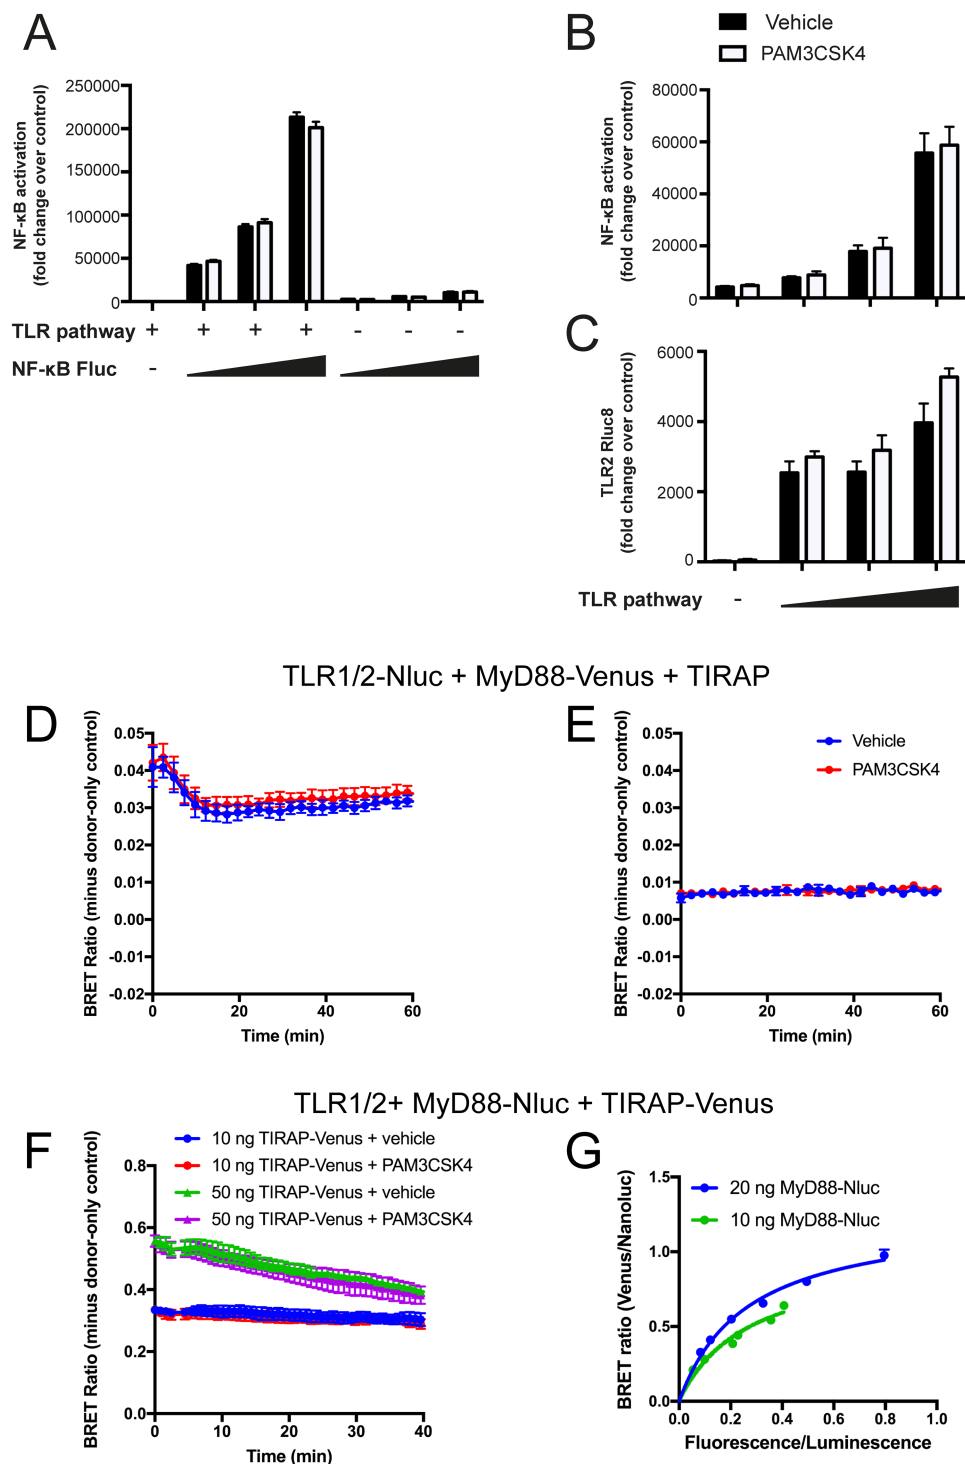 A
NF-κB activation
(fold change over control)
250000
200000
150000
100000
50000
0
TLR pathway + + + + - - -
NF-κB Fluc -
B
Vehicle
PAM3CSK4
NF-κB activation
(fold change over control)
80000
60000
40000
20000
0
C
TLR2 Rluc8
(fold change over control)
6000
4000
2000
0
TLR pathway -
TLR1/2-Nluc + MyD88-Venus + TIRAP
D
BRET Ratio (minus donor-only control)
0.05
0.04
0.03
0.01
0.00
-0.01
-0.02
0 20 40 60
Time (min)
E
Vehicle
PAM3CSK4
BRET Ratio (minus donor-only control)
0.05
0.04
0.03
0.01
0.00
-0.01
-0.02
0 20 40 60
Time (min)
TLR1/2+ MyD88-Nluc + TIRAP-Venus
F
10 ng TIRAP-Venus + vehicle
10 ng TIRAP-Venus + PAM3CSK4
50 ng TIRAP-Venus + vehicle
50 ng TIRAP-Venus + PAM3CSK4
BRET Ratio (minus donor-only control)
0.8
0.6
0.4
0.2
0.0
0 10 20 30 40
Time (min)
G
20 ng MyD88-Nluc
10 ng MyD88-Nluc
BRET ratio (Venus/Nanoluc)
1.5
1.0
0.5
0.0
0.0 0.2 0.4 0.6 0.8 1.0
Fluorescence/Luminescence